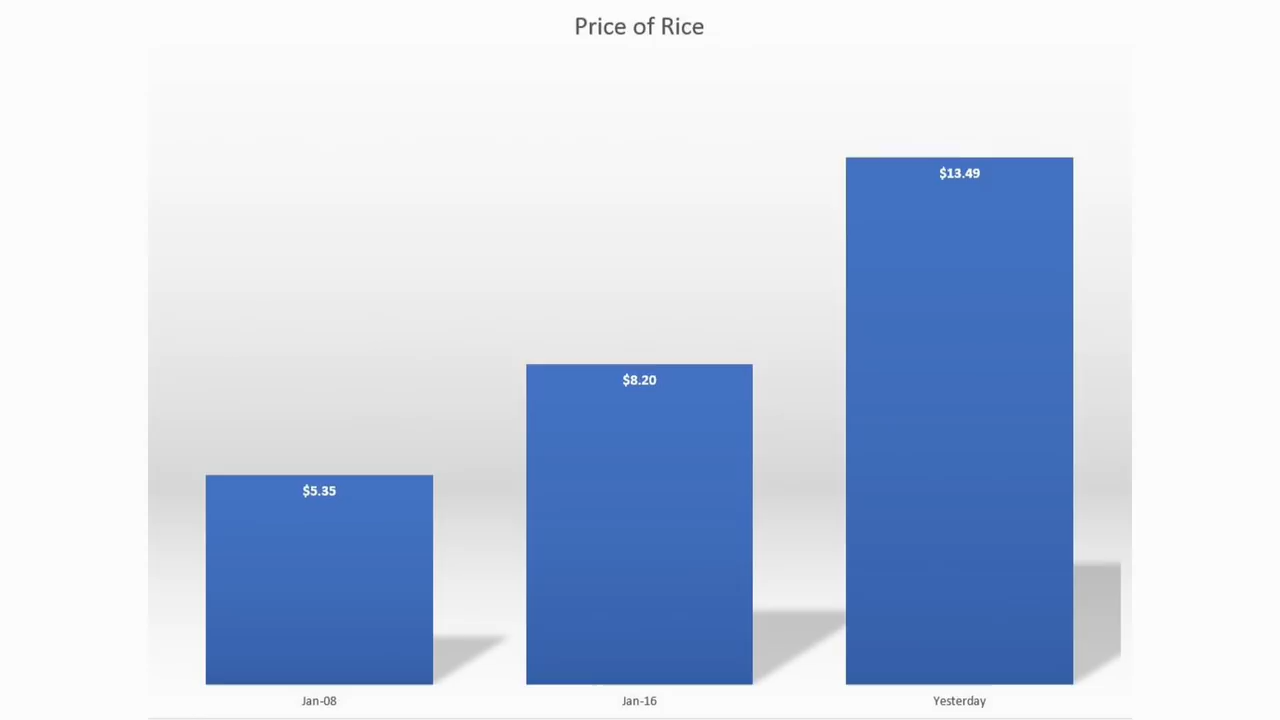 Price of Rice
$13.49
$8.20
$5.35
Jan-08
Jan-16
Yesterday